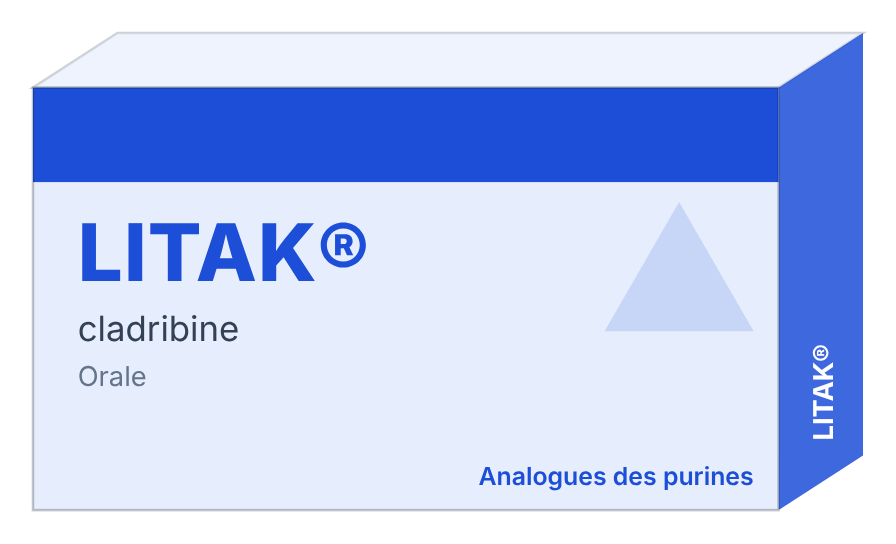 LITAK®
cladribine
Orale
Analogues des purines
LITAK®